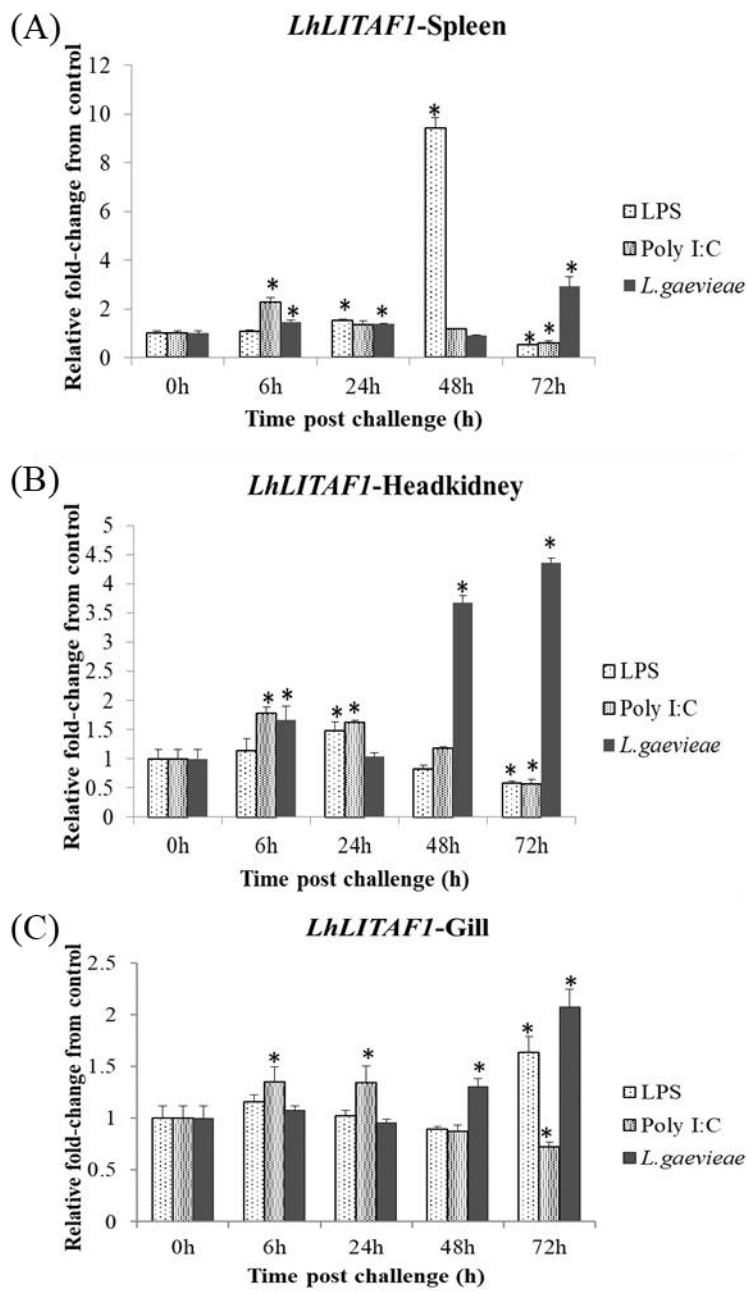 (A)
LhLITAF1-Spleen
Relative fold-change from control
12
10
8
6
4
2
0
* * * * * * * *
0h 6h 24h 48h 72h
Time post challenge (h)
LPS
Poly I:C
L.gaevieae
(B)
LhLITAF1-Headkidney
Relative fold-change from control
5
4.5
4
3.5
3
2.5
2
1.5
1
0.5
0
* * * * * * * *
0h 6h 24h 48h 72h
Time post challenge (h)
LPS
Poly I:C
L.gaevieae
(C)
LhLITAF1-Gill
Relative fold-change from control
2.5
2
1.5
1
0.5
0
* * * * * *
0h 6h 24h 48h 72h
Time post challenge (h)
LPS
Poly I:C
L.gaevieae